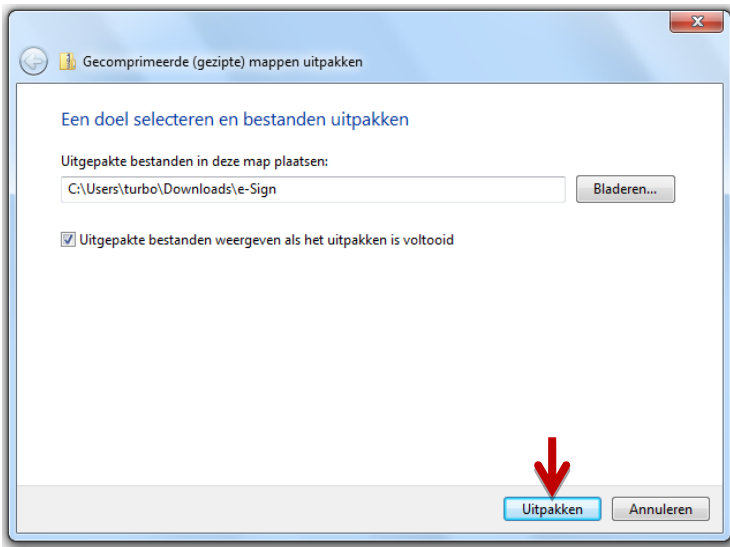 Gecomprimeerde (gezipte) mappen uitpakken
Een doel selecteren en bestanden uitpakken
Uitgepakte bestanden in deze map plaatsen:
C:\Users\turbo\Downloads\e-Sign
Bladeren...
Uitgepakte bestanden weergeven als het uitpakken is voltooid
Uitpakken
Annuleren